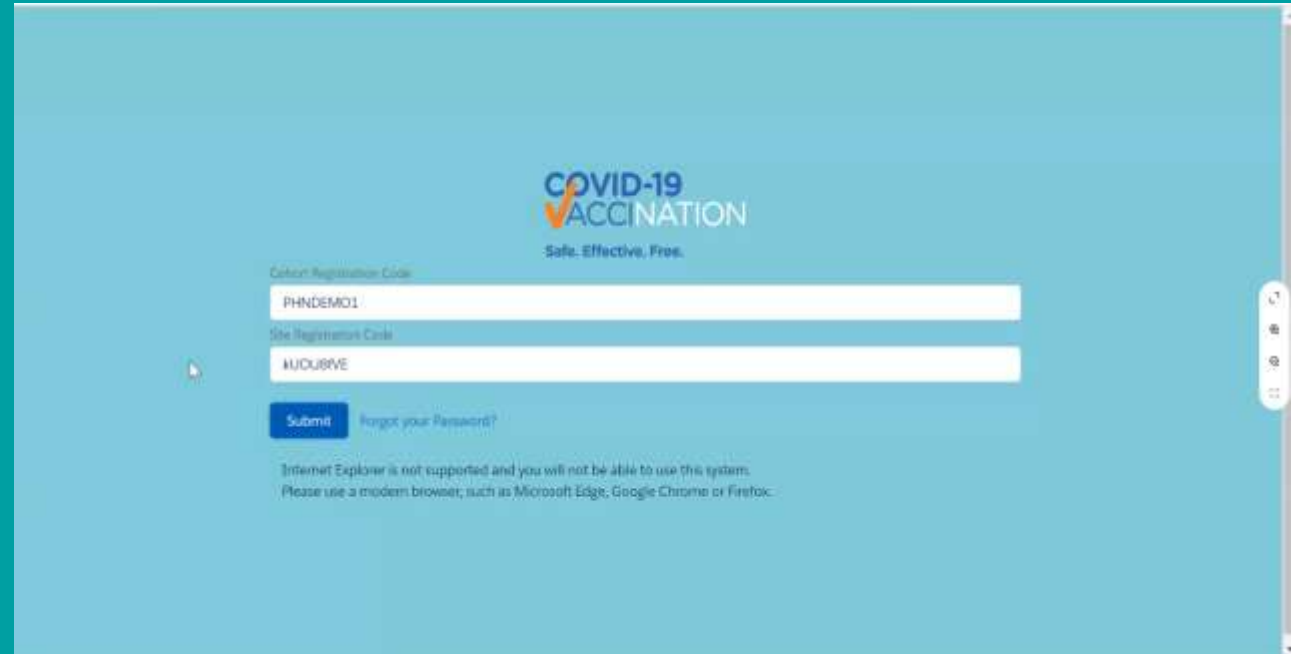 COVID-19
VACCINATION
Safe. Effective. Free.
Cohort Registration Code
PHNDEMO1
Site Registration Code
Submit Forgot your Password?
Internet Explorer is not supported and you will not be able to use this system.
Please use a modern browser, such as Microsoft Edge, Google Chrome or Firefox.